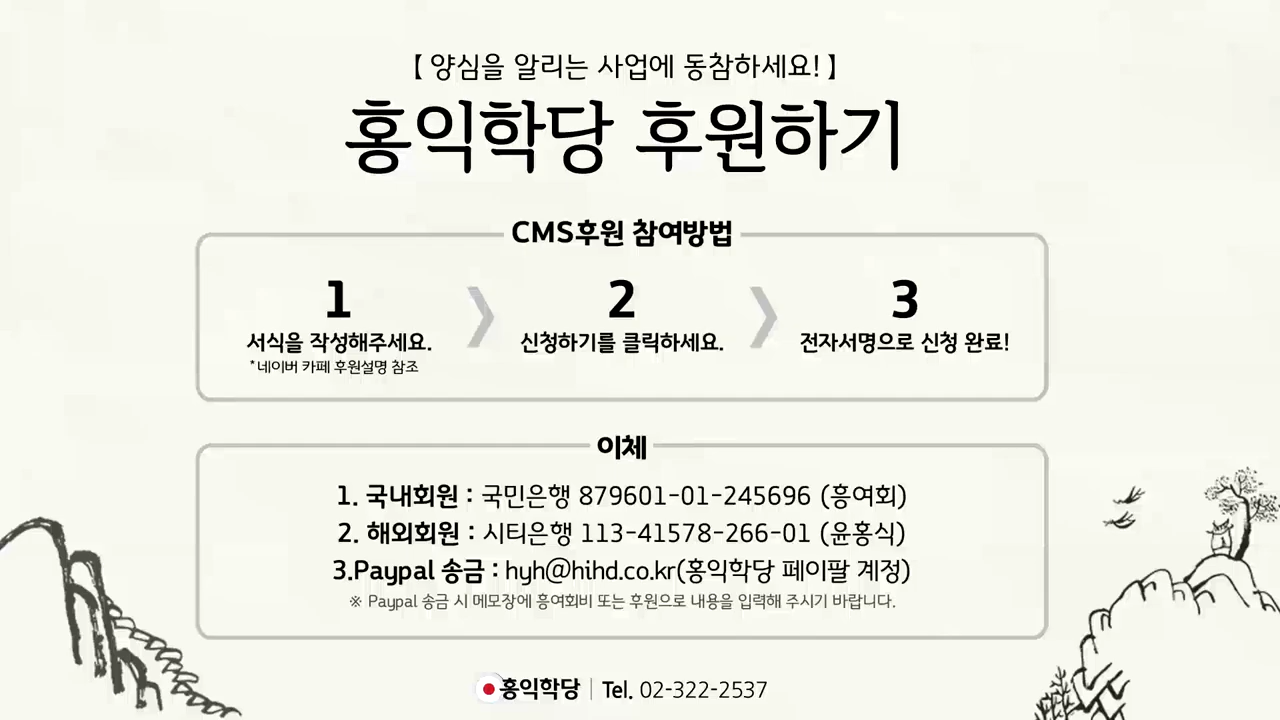 【 양심을 알리는 사업에 동참하세요! 】
홍익학당 후원하기
CMS후원 참여방법
1
서식을 작성해주세요.
*네이버 카페 후원설명 참조
2
신청하기를 클릭하세요.
3
전자서명으로 신청 완료!
이체
1. 국내회원 : 국민은행 879601-01-245696 (흥여회)
2. 해외회원 : 시티은행 113-41578-266-01 (윤홍식)
3.Paypal 송금 : hyh@hihd.co.kr(홍익학당 페이팔 계정)
※ Paypal 송금 시 메모장에 흥여회비 또는 후원으로 내용을 입력해 주시기 바랍니다.
홍익학당 | Tel. 02-322-2537